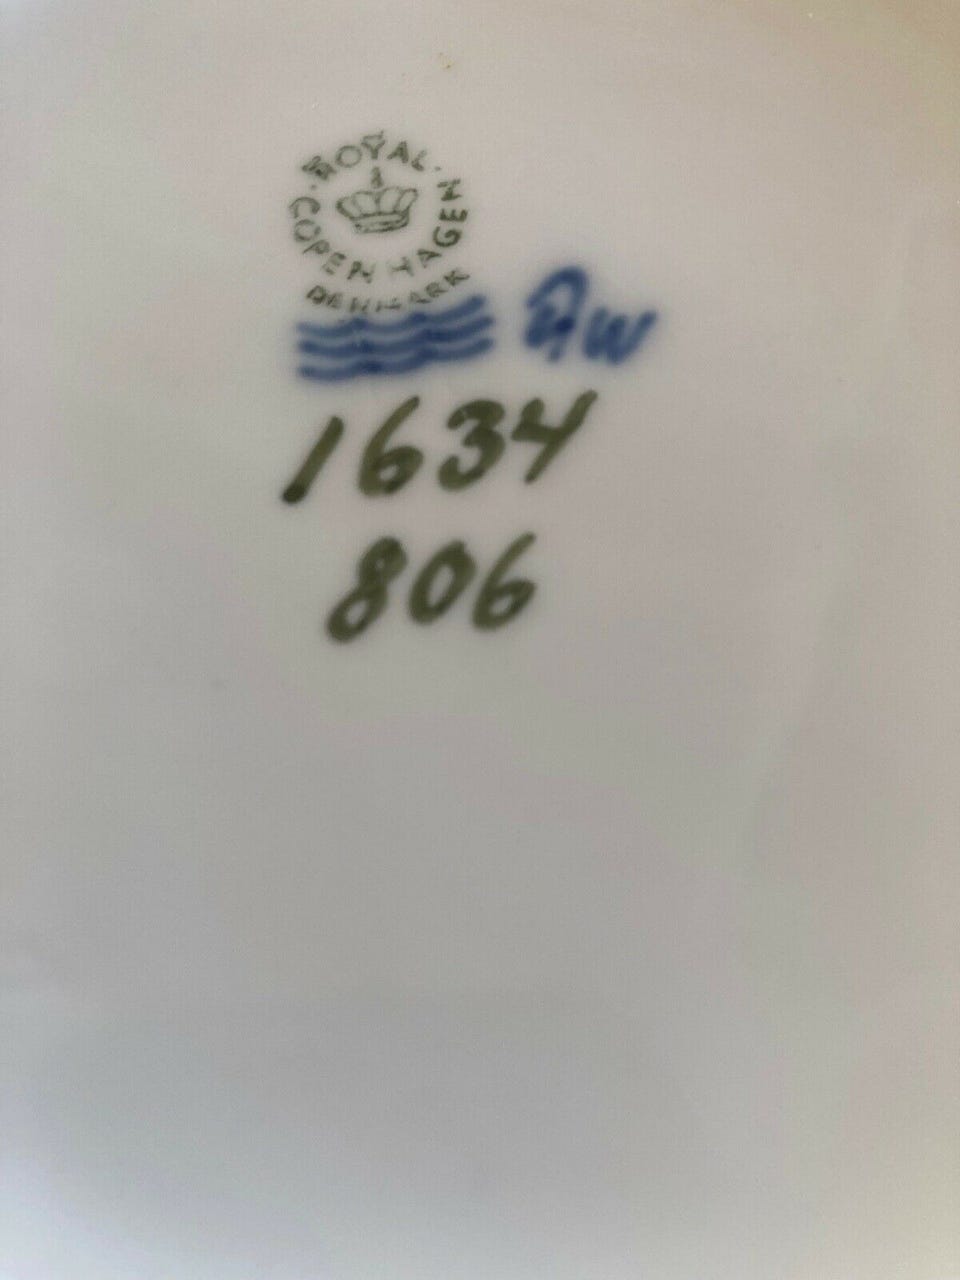 ROYAL
COPENHAGEN
DENMARK
1634
806